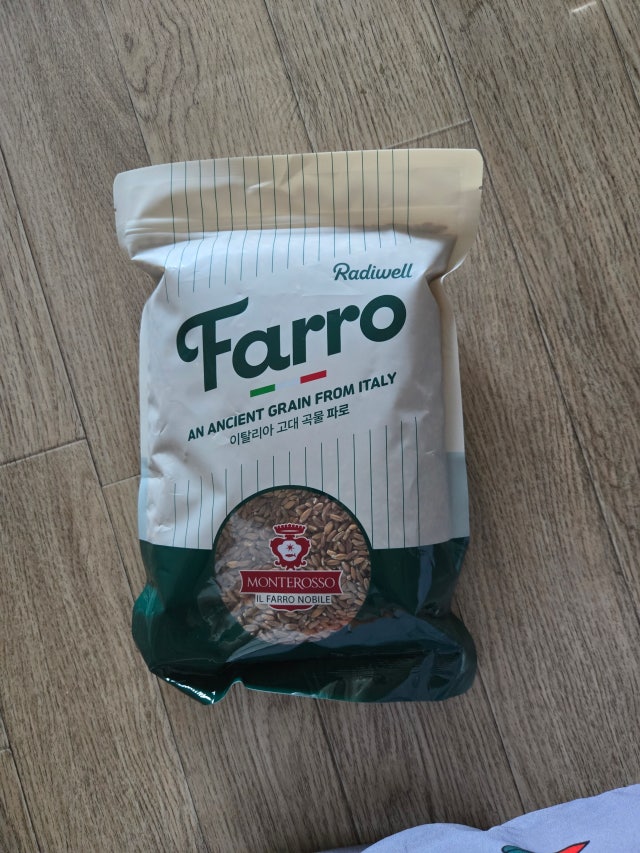 Radiwell
Farro
AN ANCIENT GRAIN FROM ITALY
이탈리아 고대 곡물 파로
MONTEROSSO
IL FARRO NOBILE